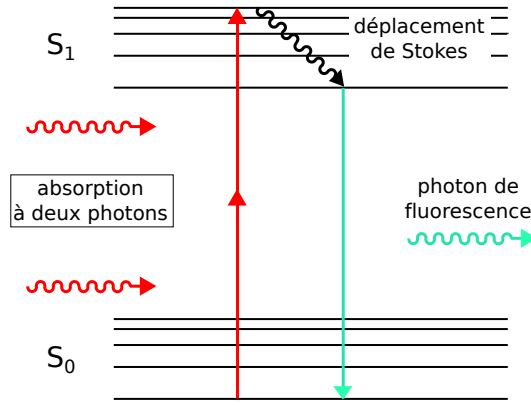 S₁
déplacement
de Stokes
absorption
à deux photons
photon de
fluorescence
S₀